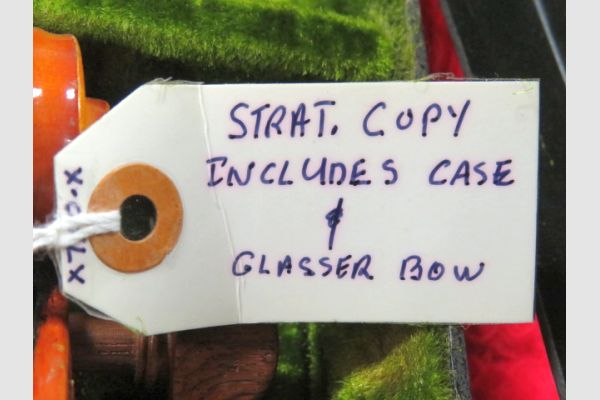 STRAT. COPY
INCLUDES CASE
&
GLASSER BOW